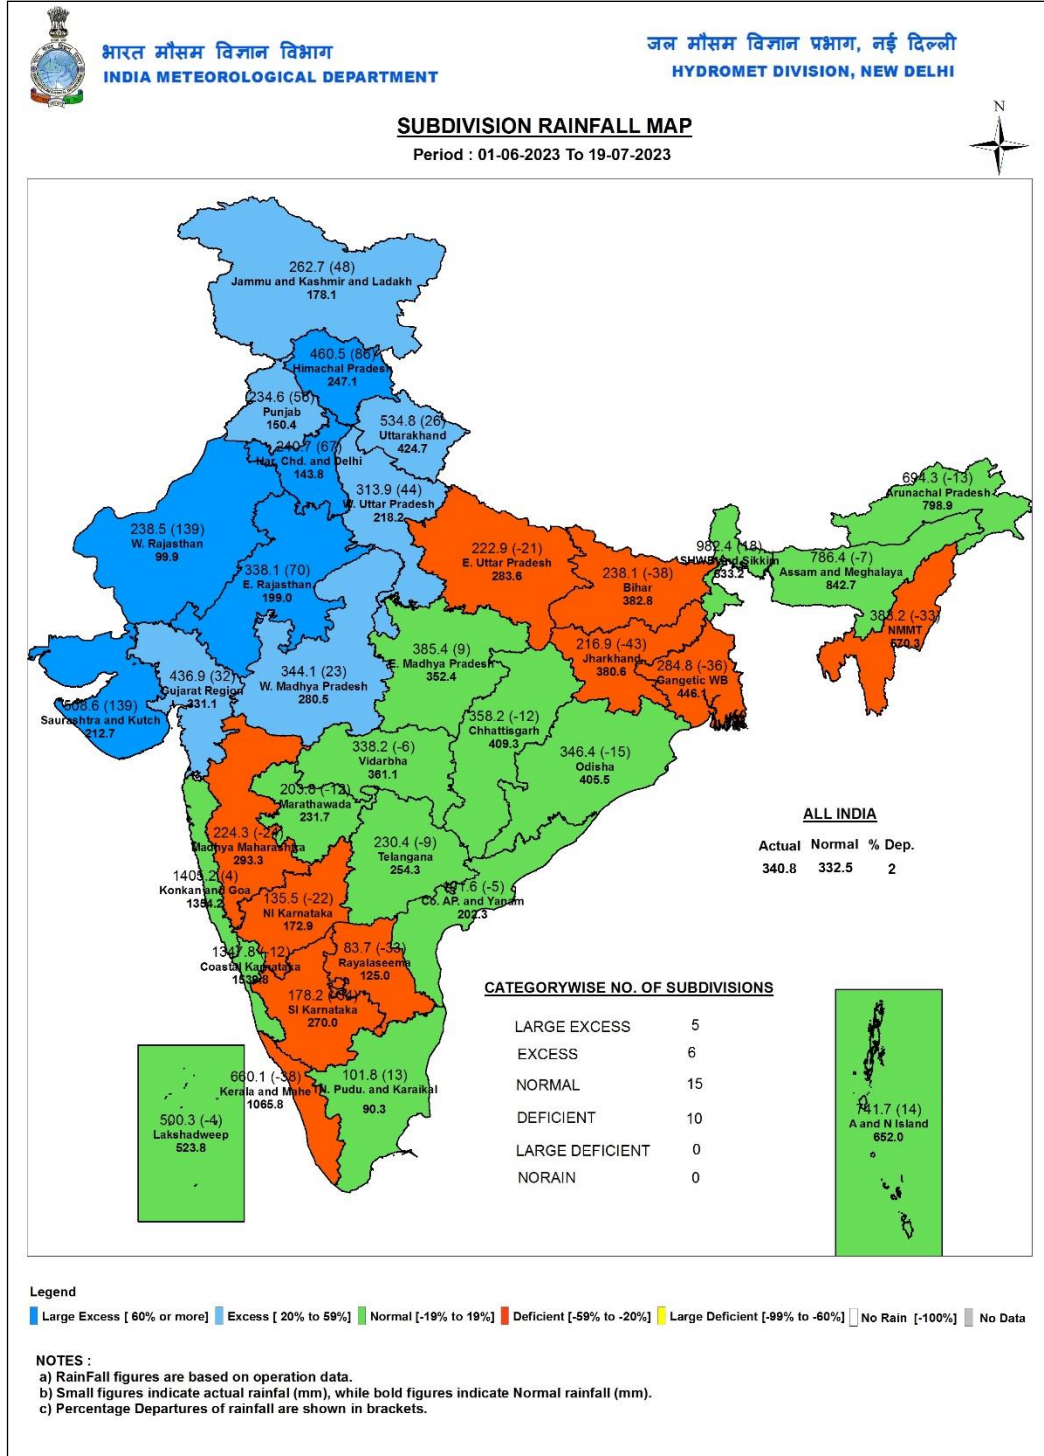 भारत मौसम विज्ञान विभाग
INDIA METEOROLOGICAL DEPARTMENT
जल मौसम विज्ञान प्रभाग, नई दिल्ली
HYDROMET DIVISION, NEW DELHI
SUBDIVISION RAINFALL MAP
Period : 01-06-2023 To 19-07-2023
N
262.7 (48)
Jammu and Kashmir and Ladakh
178.1
460.5 (86)
Himachal Pradesh
247.1
234.6 (56)
Punjab
150.4
534.8 (26)
Uttarakhand
424.7
240.7 (67)
Har. Chd. and Delhi
143.8
313.9 (44)
W. Uttar Pradesh
218.2
238.5 (139)
W. Rajasthan
99.9
338.1 (70)
E. Rajasthan
199.0
222.9 (-21)
E. Uttar Pradesh
283.6
238.1 (-38)
Bihar
382.8
982.4 (18)
SHWB and Sikkim
833.2
694.3 (-13)
Arunachal Pradesh
798.9
786.4 (-7)
Assam and Meghalaya
842.7
383.2 (-33)
NMMT
570.3
436.9 (32)
Gujarat Region
331.1
508.6 (139)
Saurashtra and Kutch
212.7
344.1 (23)
W. Madhya Pradesh
280.5
385.4 (9)
E. Madhya Pradesh
352.4
216.9 (-43)
Jharkhand
380.6
284.8 (-36)
Gangetic WB
446.1
358.2 (-12)
Chhattisgarh
409.3
346.4 (-15)
Odisha
405.5
338.2 (-6)
Vidarbha
361.1
203.8 (-12)
Marathawada
231.7
224.3 (-24)
Madhya Maharashtra
293.3
230.4 (-9)
Telangana
254.3
1405.2 (4)
Konkan and Goa
1354.2
135.5 (-22)
NI Karnataka
172.9
191.6 (-5)
Co. AP. and Yanam
202.3
1347.8 (-12)
Coastal Karnataka
1539.8
83.7 (-33)
Rayalaseema
125.0
178.2 (-34)
SI Karnataka
270.0
660.1 (-38)
Kerala and Mahe
1065.8
101.8 (13)
TN. Pudu. and Karaikal
90.3
500.3 (-4)
Lakshadweep
523.8
741.7 (14)
A and N Island
652.0
ALL INDIA
Actual Normal % Dep.
340.8 332.5 2
CATEGORYWISE NO. OF SUBDIVISIONS
LARGE EXCESS 5
EXCESS 6
NORMAL 15
DEFICIENT 10
LARGE DEFICIENT 0
NORAIN 0
Legend
Large Excess [ 60% or more] Excess [ 20% to 59%] Normal [-19% to 19%] Deficient [-59% to -20%] Large Deficient [-99% to -60%] No Rain [-100%] No Data
NOTES :
a) RainFall figures are based on operation data.
b) Small figures indicate actual rainfal (mm), while bold figures indicate Normal rainfall (mm).
c) Percentage Departures of rainfall are shown in brackets.